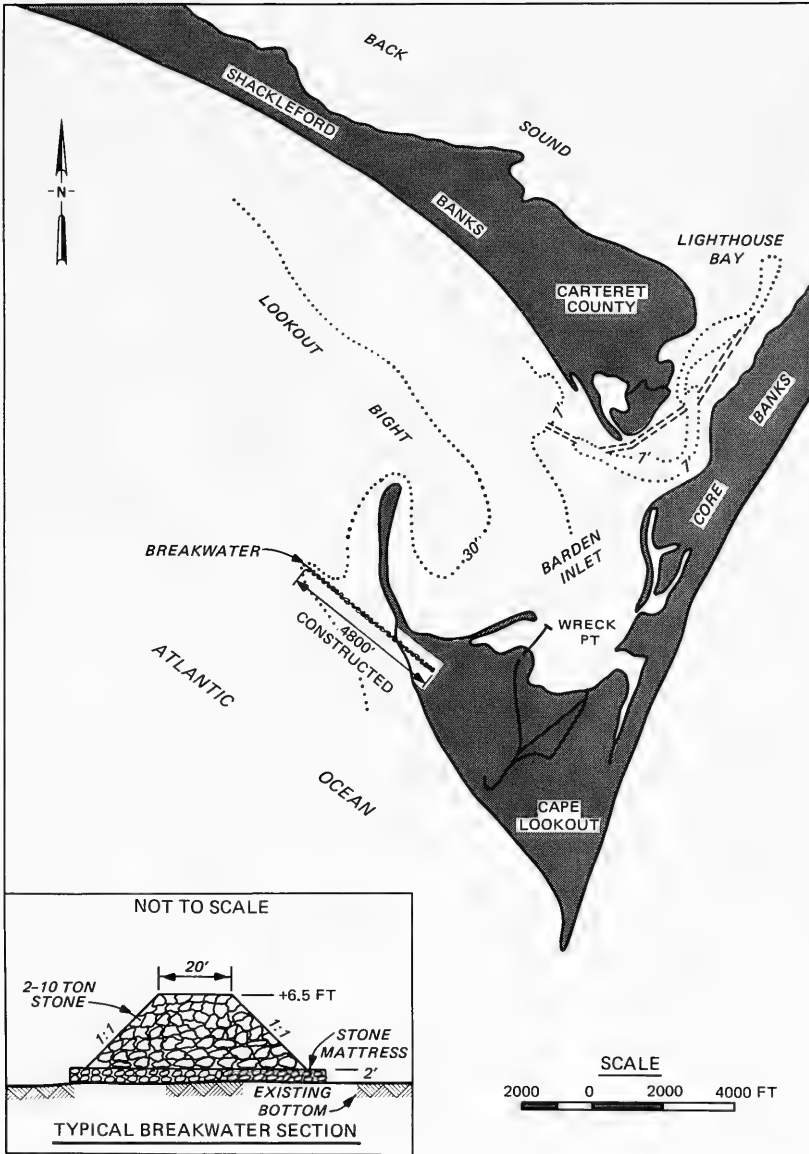 BACK
SOUND
SHACKLEFORD
BANKS
-N-
LIGHTHOUSE
BAY
CARTERET
COUNTY
LOOKOUT
BIGHT
7'
7'
7'
BANKS
CORE
30'
BREAKWATER
BARDEN
INLET
4800'
CONSTRUCTED
WRECK
PT
ATLANTIC
OCEAN
CAPE
LOOKOUT
NOT TO SCALE
20'
2-10 TON
STONE
+6.5 FT
1:1
1:1
STONE
MATTRESS
2'
EXISTING
BOTTOM
TYPICAL BREAKWATER SECTION
SCALE
2000 0 2000 4000 FT